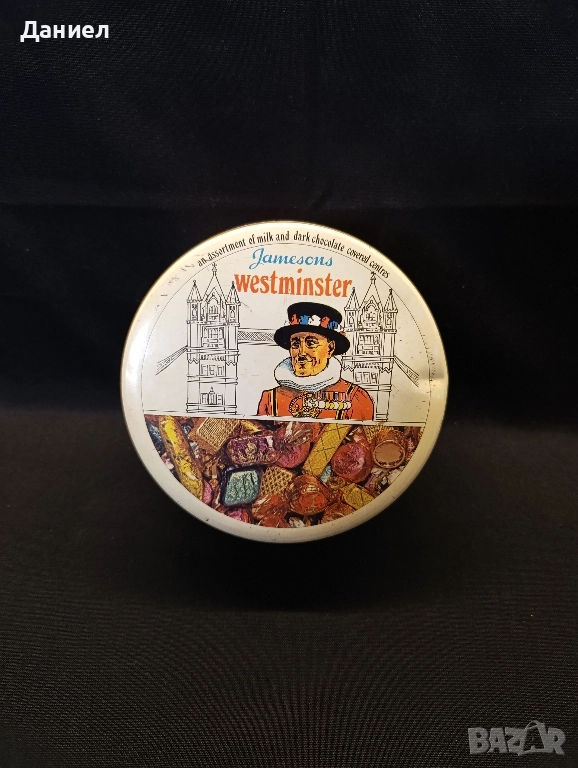 Даниел
an assortment of milk and dark chocolate covered centres
Jamesons
westminster
BAZAR